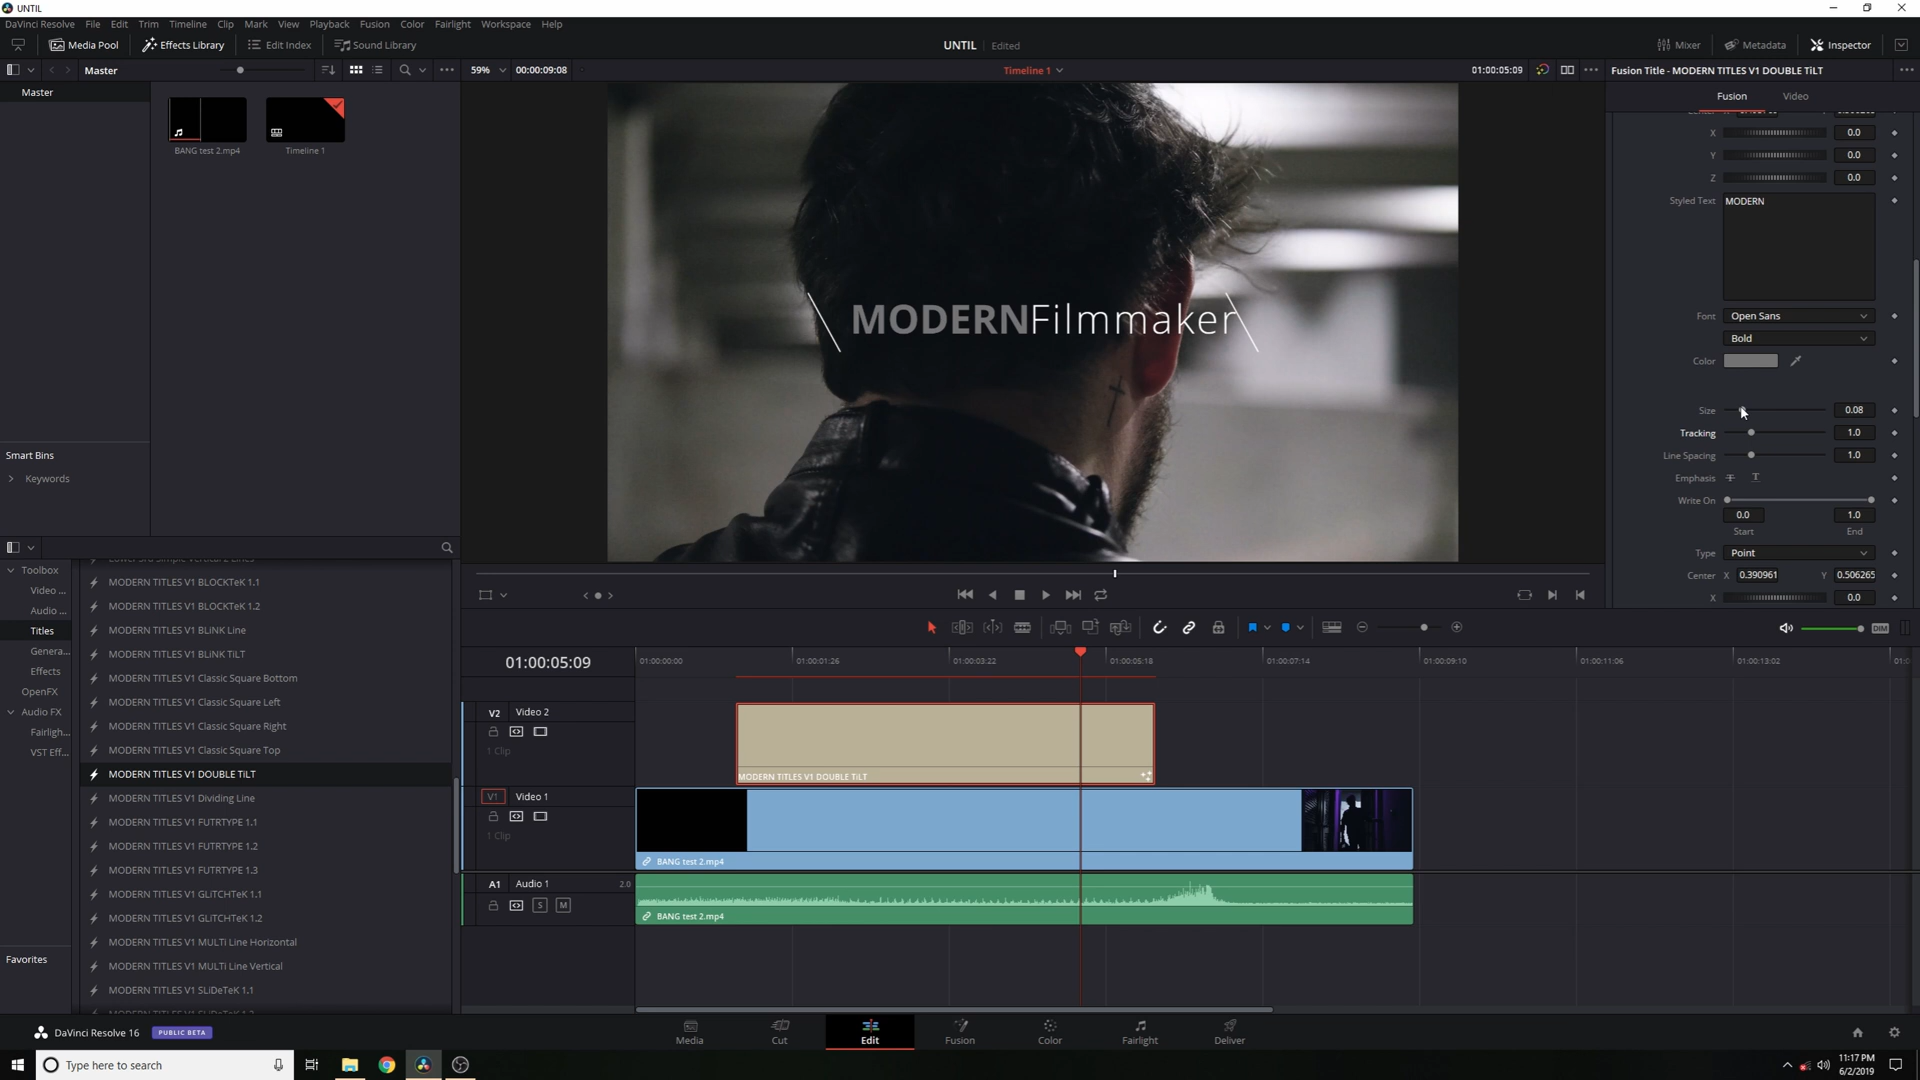 UNTIL
DaVinci Resolve File Edit Trim Timeline Clip Mark View Playback Fusion Color Fairlight Workspace Help
Media Pool Effects Library Edit Index Sound Library UNTIL Edited Mixer Metadata Inspector
Master 59% 00:00:09:08 Timeline 1 01:00:05:09 Fusion Title - MODERN TITLES V1 DOUBLE TiLT
Master
Fusion Video
BANG test 2.mp4 Timeline 1
X 0.0
Y 0.0
Z 0.0
Styled Text MODERN
MODERNFilmmaker
Font Open Sans
Bold
Color
Size 0.08
Tracking 1.0
Line Spacing 1.0
Emphasis T T
Write On
0.0 1.0
Start End
Type Point
Center X 0.390961 Y 0.506265
X 0.0
Smart Bins
Keywords
Toolbox
Video ...
Audio ...
Titles
Genera...
Effects
OpenFX
Audio FX
Fairligh...
VST Eff...
Favorites
MODERN TITLES V1 BLOCKTeK 1.1
MODERN TITLES V1 BLOCKTeK 1.2
MODERN TITLES V1 BLiNK Line
MODERN TITLES V1 BLiNK TiLT
MODERN TITLES V1 Classic Square Bottom
MODERN TITLES V1 Classic Square Left
MODERN TITLES V1 Classic Square Right
MODERN TITLES V1 Classic Square Top
MODERN TITLES V1 DOUBLE TiLT
MODERN TITLES V1 Dividing Line
MODERN TITLES V1 FUTRTYPE 1.1
MODERN TITLES V1 FUTRTYPE 1.2
MODERN TITLES V1 FUTRTYPE 1.3
MODERN TITLES V1 GLiTCHTeK 1.1
MODERN TITLES V1 GLiTCHTeK 1.2
MODERN TITLES V1 MULTi Line Horizontal
MODERN TITLES V1 MULTi Line Vertical
MODERN TITLES V1 SLiDeTeK 1.1
DIM
01:00:05:09 01:00:00:00 01:00:01:26 01:00:03:22 01:00:05:18 01:00:07:14 01:00:09:10 01:00:11:06 01:00:13:02
V2 Video 2
1 Clip
MODERN TITLES V1 DOUBLE TiLT
V1 Video 1
1 Clip
BANG test 2.mp4
A1 Audio 1 2.0
S M
BANG test 2.mp4
DaVinci Resolve 16 PUBLIC BETA
Media Cut Edit Fusion Color Fairlight Deliver
Type here to search
11:17 PM
6/2/2019